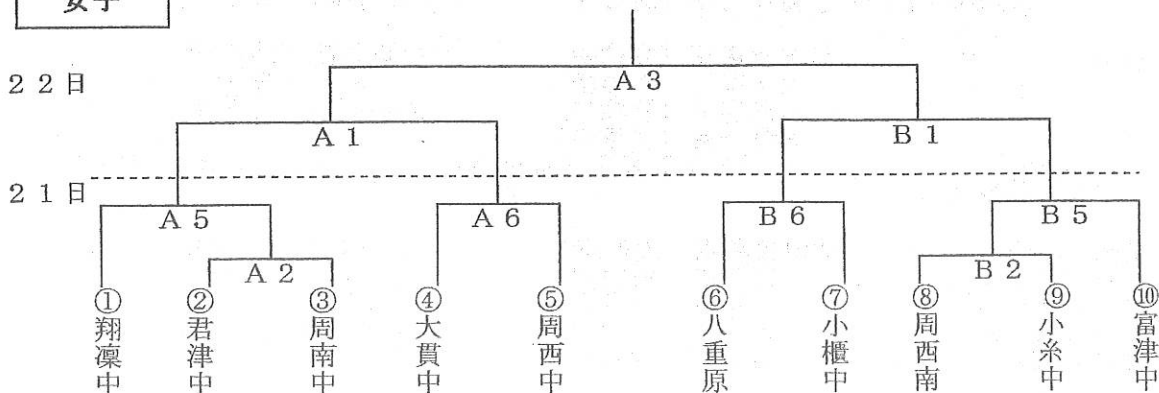 女子
22日
A3
A1
B1
21日
A5
A6
B6
B5
A2
B2
①翔凜中
②君津中
③周南中
④大貫中
⑤周西中
⑥八重原
⑦小櫃中
⑧周西南
⑨小糸中
⑩富津中